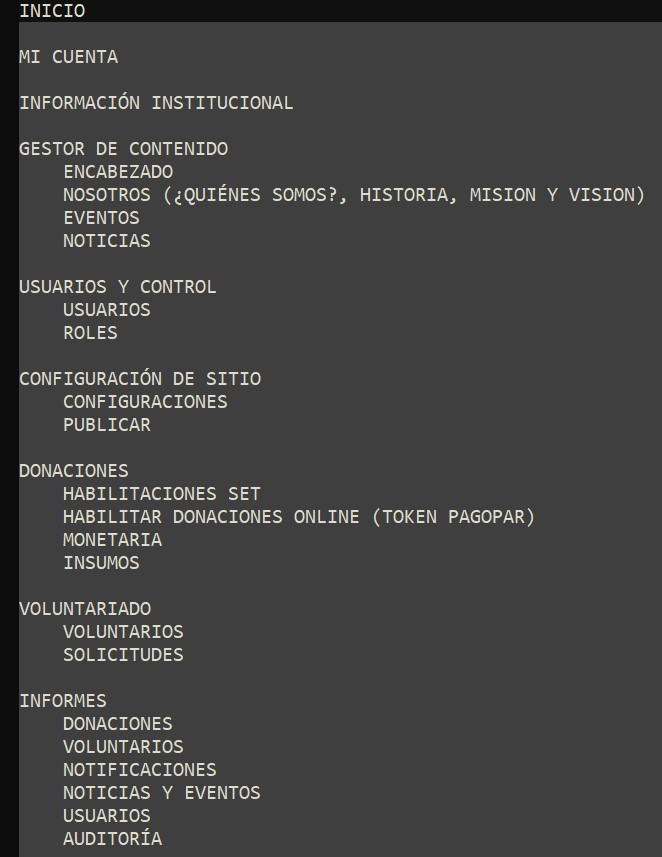 INICIO
MI CUENTA
INFORMACIÓN INSTITUCIONAL
GESTOR DE CONTENIDO
ENCABEZADO
NOSOTROS (¿QUIÉNES SOMOS?, HISTORIA, MISION Y VISION)
EVENTOS
NOTICIAS
USUARIOS Y CONTROL
USUARIOS
ROLES
CONFIGURACIÓN DE SITIO
CONFIGURACIONES
PUBLICAR
DONACIONES
HABILITACIONES SET
HABILITAR DONACIONES ONLINE (TOKEN PAGOPAR)
MONETARIA
INSUMOS
VOLUNTARIADO
VOLUNTARIOS
SOLICITUDES
INFORMES
DONACIONES
VOLUNTARIOS
NOTIFICACIONES
NOTICIAS Y EVENTOS
USUARIOS
AUDITORÍA